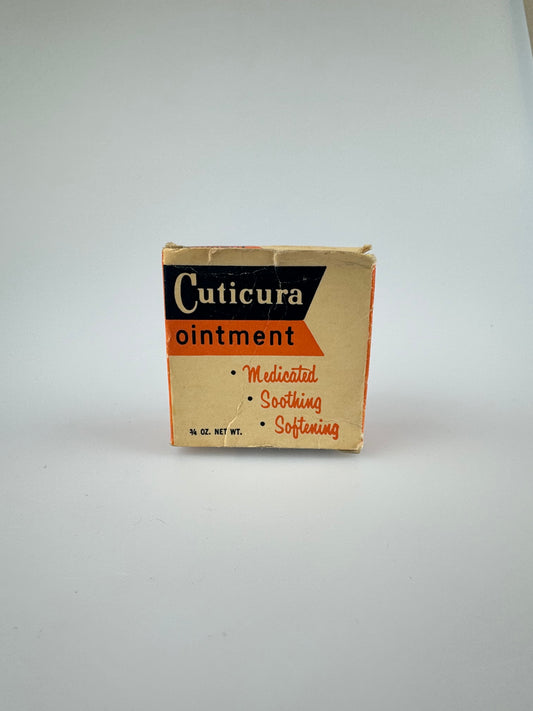 Cuticura
ointment
• Medicated
• Soothing
• Softening
¾ OZ. NET WT.